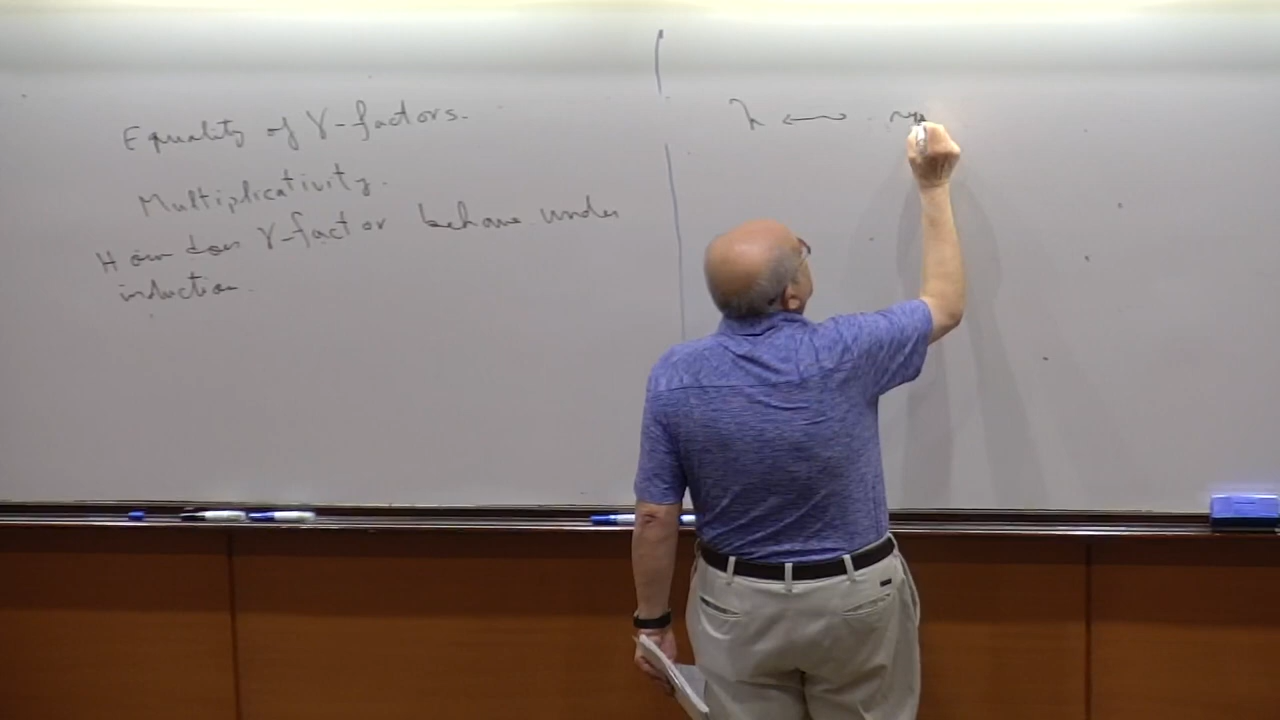 Equality of γ-factors.
Multiplicativity.
How does γ-factor behave under
induction.
λ ←